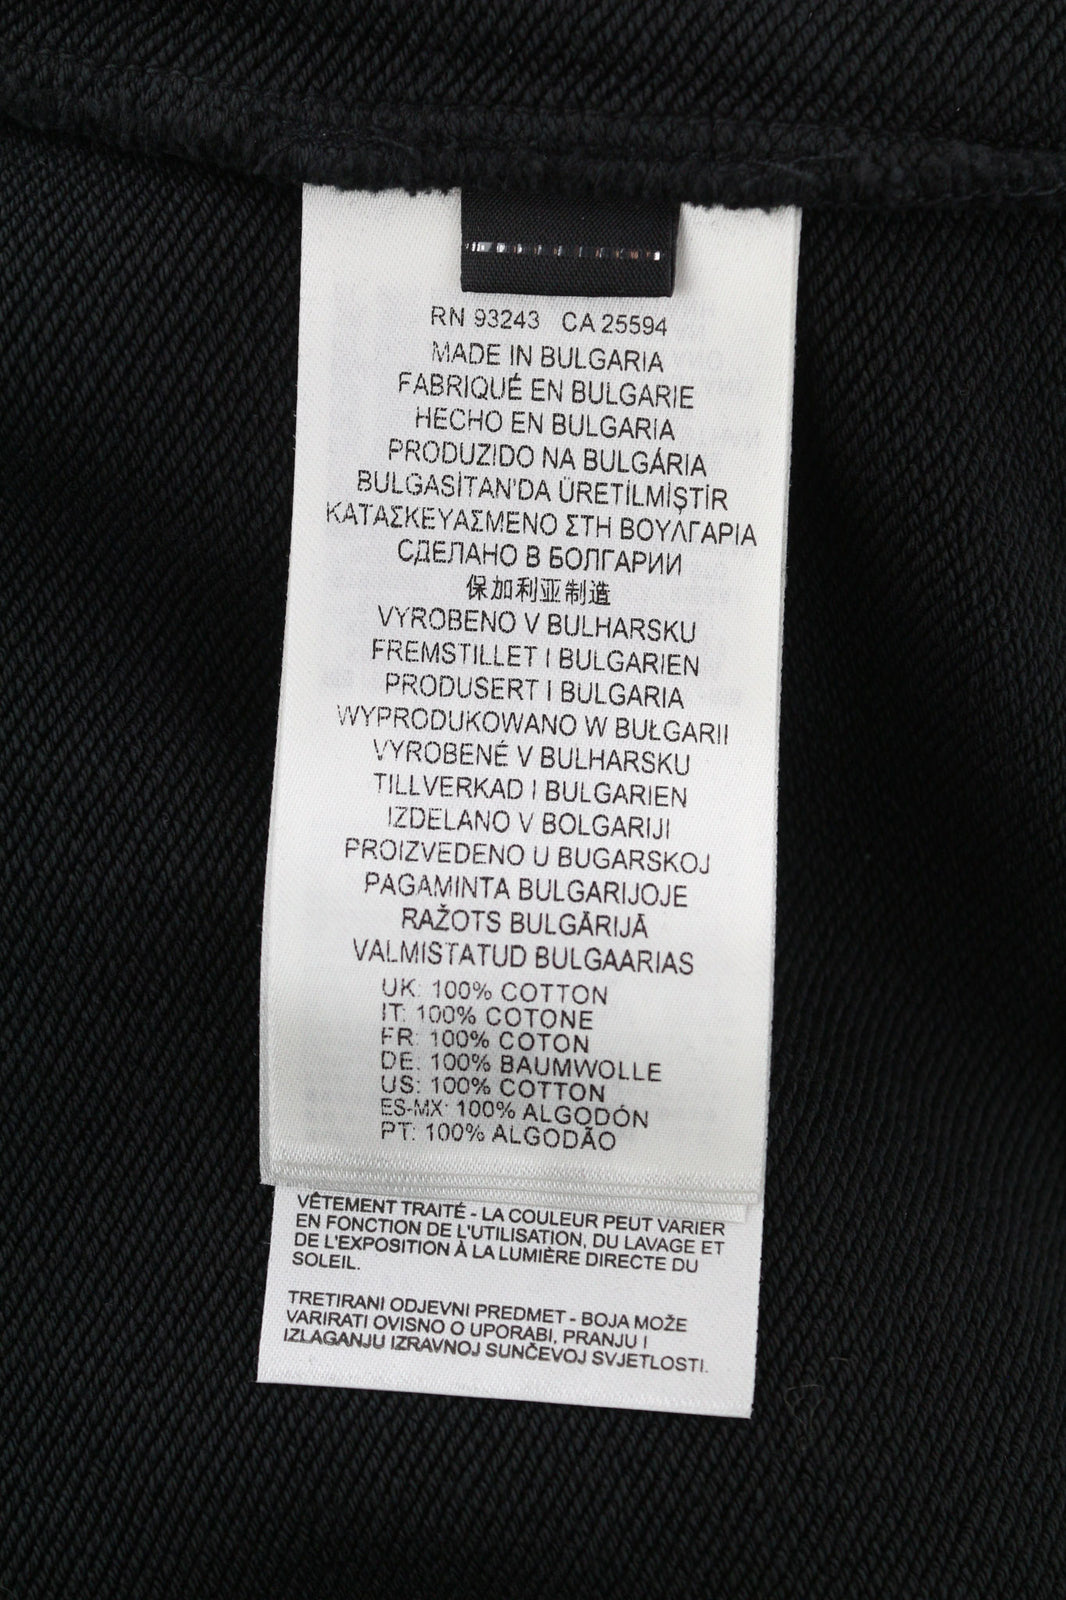 RN 93243 CA 25594
MADE IN BULGARIA
FABRIQUÉ EN BULGARIE
HECHO EN BULGARIA
PRODUZIDO NA BULGÁRIA
BULGASİTAN'DA ÜRETİLMİŞTİR
ΚΑΤΑΣΚΕΥΑΣΜΕΝΟ ΣΤΗ ΒΟΥΛΓΑΡΙΑ
СДЕЛАНО В БОЛГАРИИ
保加利亚制造
VYROBENO V BULHARSKU
FREMSTILLET I BULGARIEN
PRODUSERT I BULGARIA
WYPRODUKOWANO W BUŁGARII
VYROBENÉ V BULHARSKU
TILLVERKAD I BULGARIEN
IZDELANO V BOLGARIJI
PROIZVEDENO U BUGARSKOJ
PAGAMINTA BULGARIJOJE
RAŽOTS BULGĀRIJĀ
VALMISTATUD BULGAARIAS
UK: 100% COTTON
IT: 100% COTONE
FR: 100% COTON
DE: 100% BAUMWOLLE
US: 100% COTTON
ES-MX: 100% ALGODÓN
PT: 100% ALGODÃO
VÊTEMENT TRAITÉ - LA COULEUR PEUT VARIER
EN FONCTION DE L'UTILISATION, DU LAVAGE ET
DE L'EXPOSITION À LA LUMIÈRE DIRECTE DU
SOLEIL.
TRETIRANI ODJEVNI PREDMET - BOJA MOŽE
VARIRATI OVISNO O UPORABI, PRANJU I
IZLAGANJU IZRAVNOJ SUNČEVOJ SVJETLOSTI.